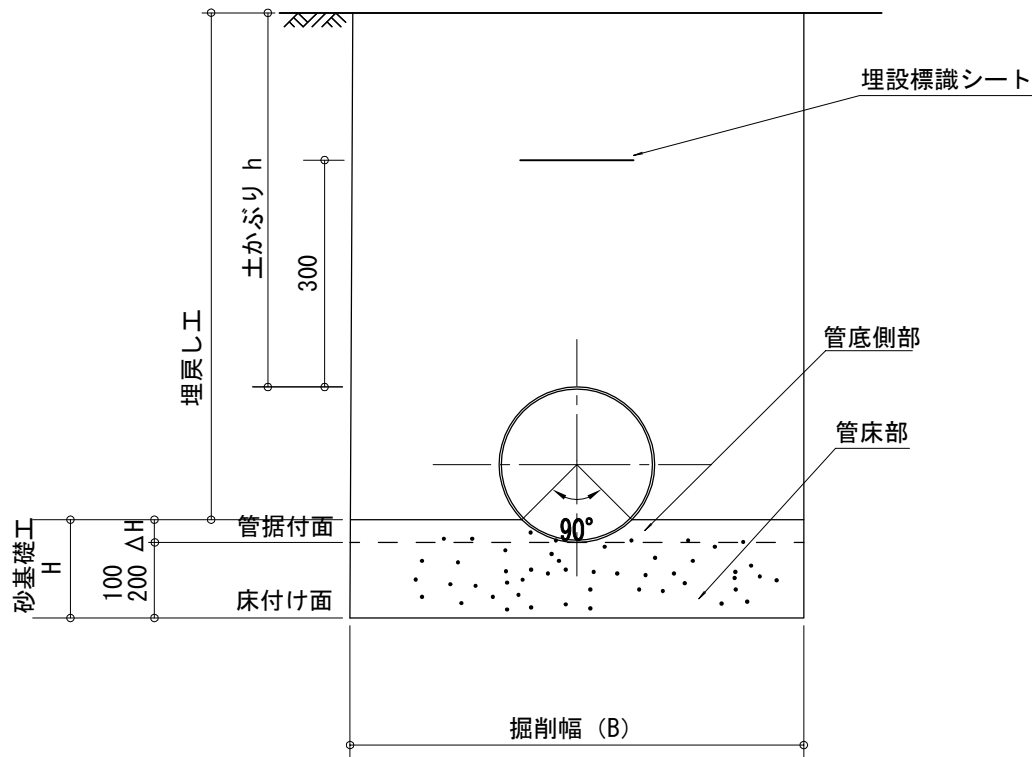 埋設標識シート
土かぶり h
300
埋戻し工
管底側部
管床部
90°
管据付面
砂基礎工
H
ΔH
100
200
床付け面
掘削幅 (B)